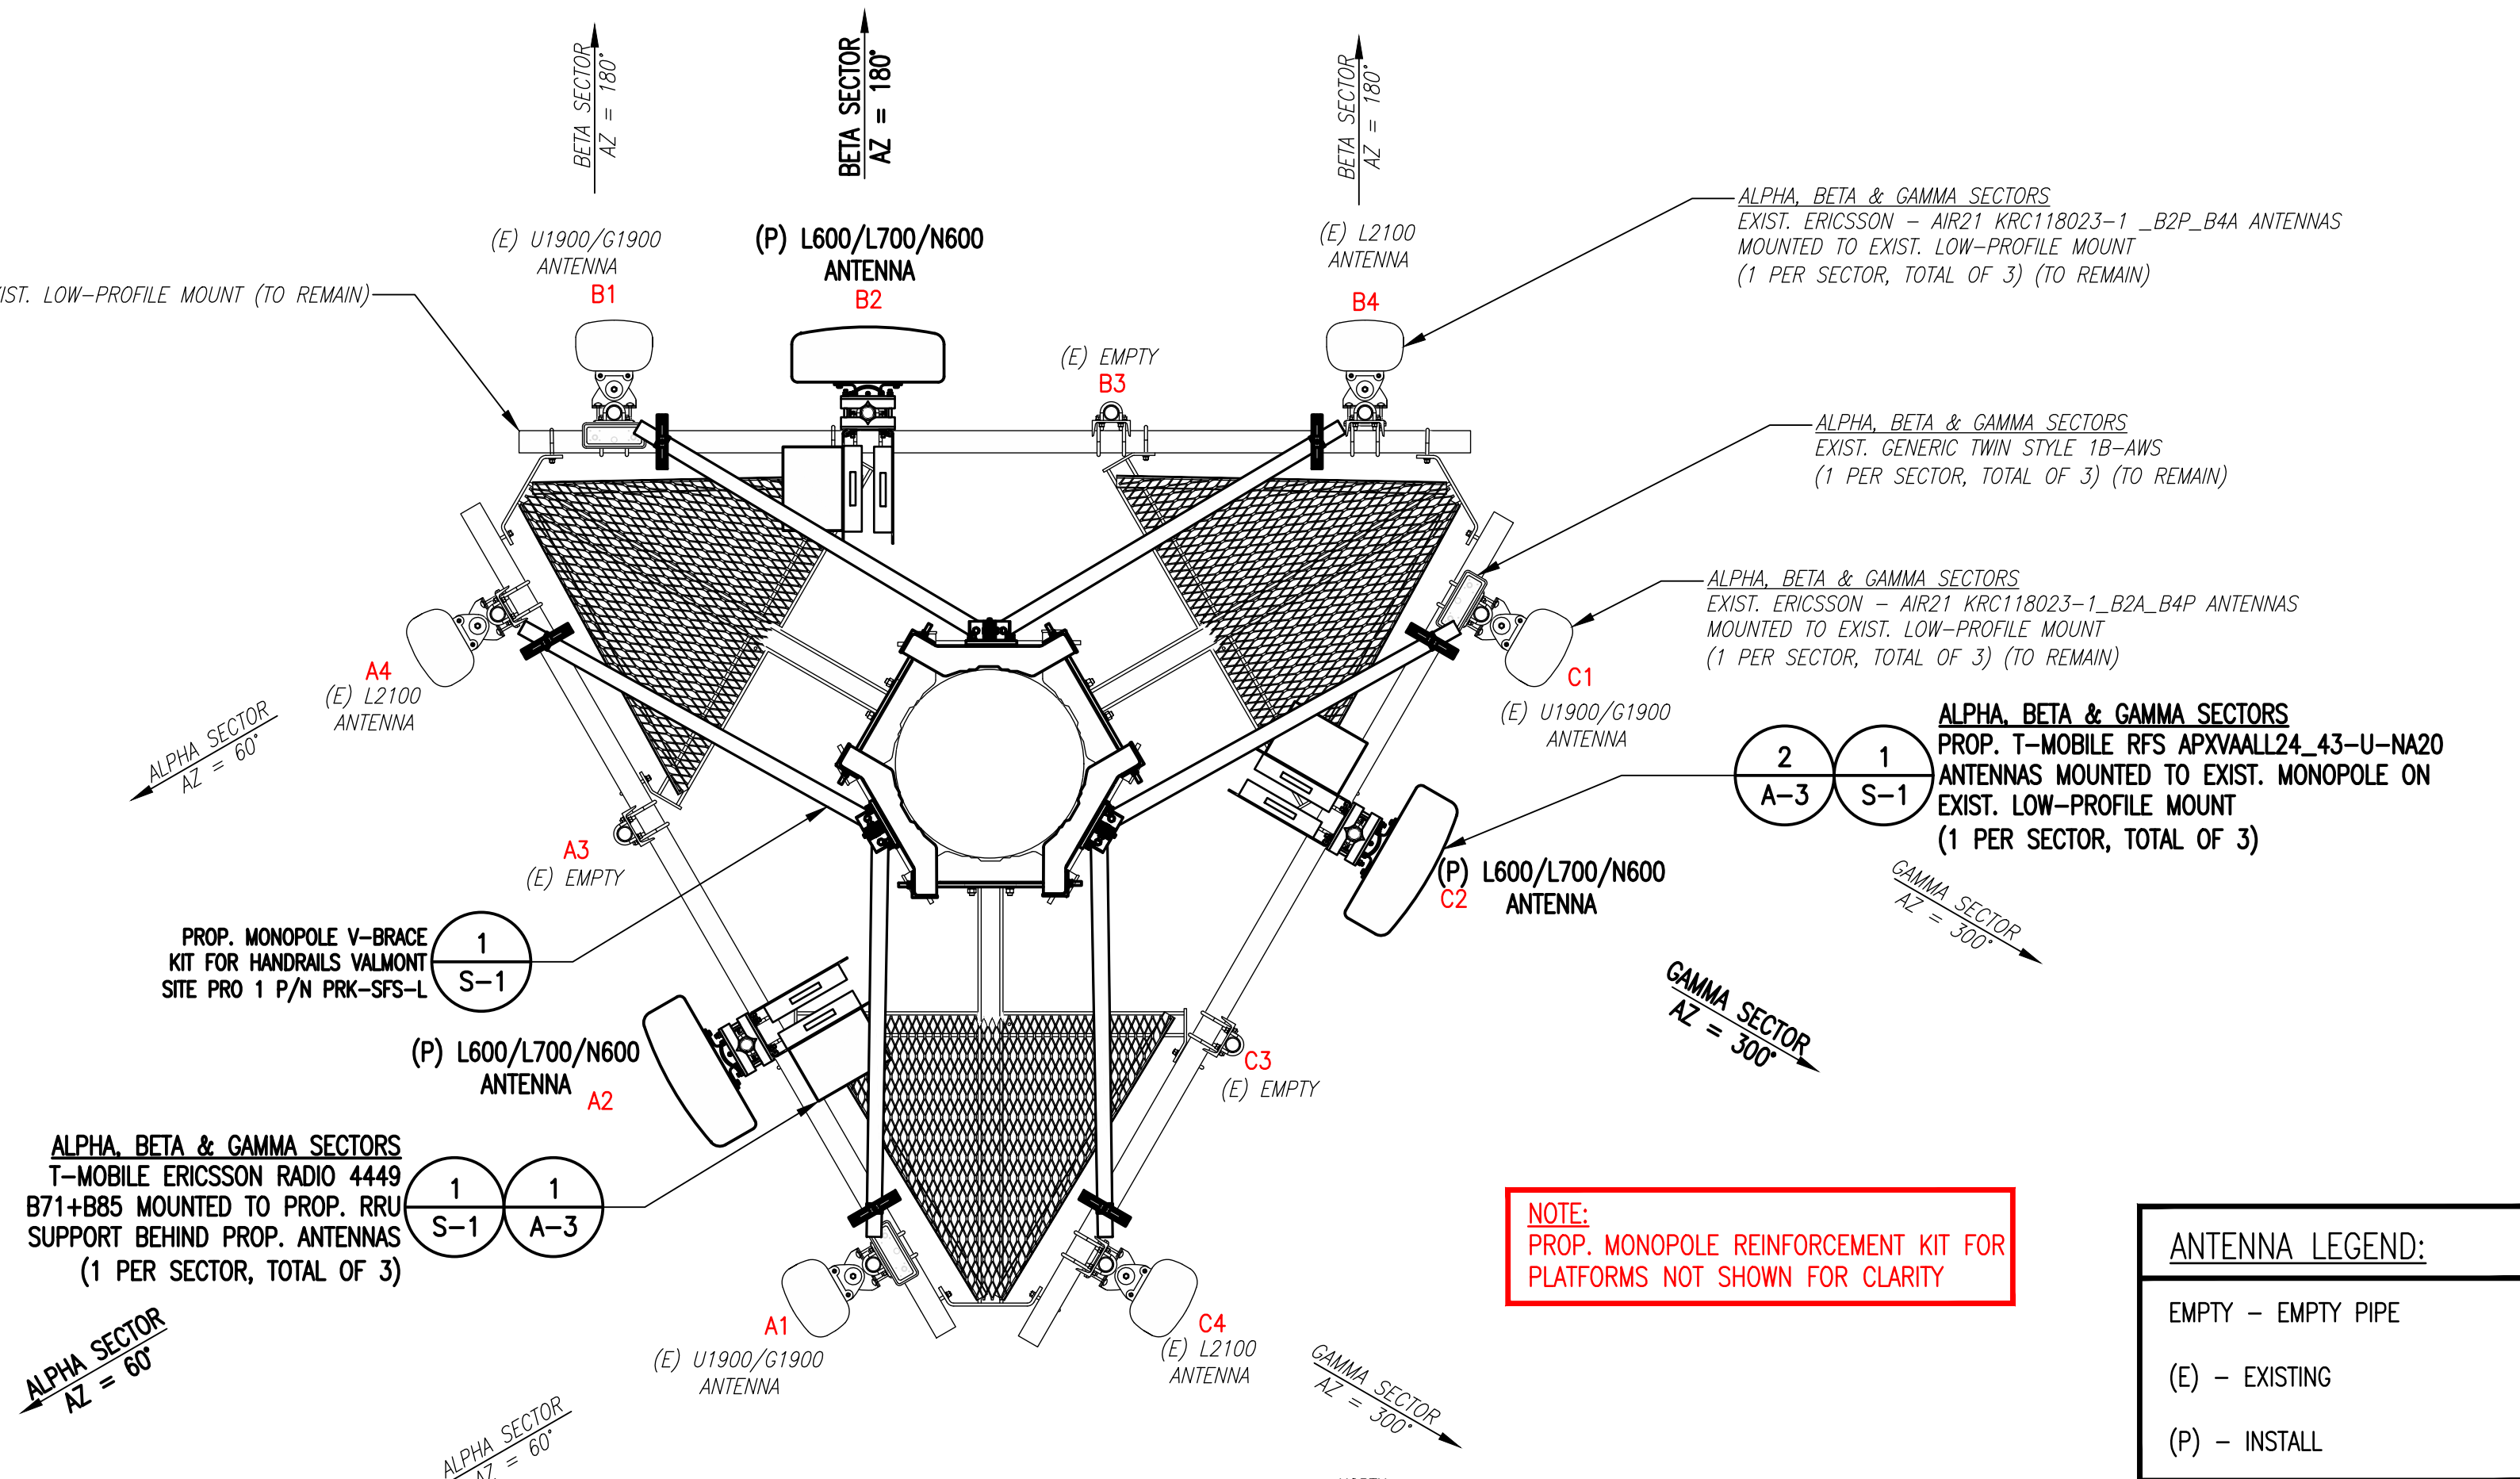 BETA SECTOR
AZ = 180°
BETA SECTOR
AZ = 180°
BETA SECTOR
AZ = 180°
(E) U1900/G1900
ANTENNA
B1
(P) L600/L700/N600
ANTENNA
B2
(E) L2100
ANTENNA
B4
(E) EMPTY
B3
IST. LOW-PROFILE MOUNT (TO REMAIN)
ALPHA, BETA & GAMMA SECTORS
EXIST. ERICSSON - AIR21 KRC118023-1 _B2P_B4A ANTENNAS
MOUNTED TO EXIST. LOW-PROFILE MOUNT
(1 PER SECTOR, TOTAL OF 3) (TO REMAIN)
ALPHA, BETA & GAMMA SECTORS
EXIST. GENERIC TWIN STYLE 1B-AWS
(1 PER SECTOR, TOTAL OF 3) (TO REMAIN)
ALPHA, BETA & GAMMA SECTORS
EXIST. ERICSSON - AIR21 KRC118023-1_B2A_B4P ANTENNAS
MOUNTED TO EXIST. LOW-PROFILE MOUNT
(1 PER SECTOR, TOTAL OF 3) (TO REMAIN)
A4
(E) L2100
ANTENNA
C1
(E) U1900/G1900
ANTENNA
2
A-3
1
S-1
ALPHA, BETA & GAMMA SECTORS
PROP. T-MOBILE RFS APXVAALL24_43-U-NA20
ANTENNAS MOUNTED TO EXIST. MONOPOLE ON
EXIST. LOW-PROFILE MOUNT
(1 PER SECTOR, TOTAL OF 3)
ALPHA SECTOR
AZ = 60°
A3
(E) EMPTY
(P) L600/L700/N600
C2
ANTENNA
GAMMA SECTOR
AZ = 300°
PROP. MONOPOLE V-BRACE
KIT FOR HANDRAILS VALMONT
SITE PRO 1 P/N PRK-SFS-L
1
S-1
GAMMA SECTOR
AZ = 300°
(P) L600/L700/N600
ANTENNA
A2
C3
(E) EMPTY
ALPHA, BETA & GAMMA SECTORS
T-MOBILE ERICSSON RADIO 4449
B71+B85 MOUNTED TO PROP. RRU
SUPPORT BEHIND PROP. ANTENNAS
(1 PER SECTOR, TOTAL OF 3)
1
S-1
1
A-3
NOTE:
PROP. MONOPOLE REINFORCEMENT KIT FOR
PLATFORMS NOT SHOWN FOR CLARITY
ANTENNA LEGEND:
EMPTY - EMPTY PIPE
(E) - EXISTING
(P) - INSTALL
ALPHA SECTOR
AZ = 60°
A1
(E) U1900/G1900
ANTENNA
C4
(E) L2100
ANTENNA
GAMMA SECTOR
AZ = 300°
ALPHA SECTOR
AZ = 60°